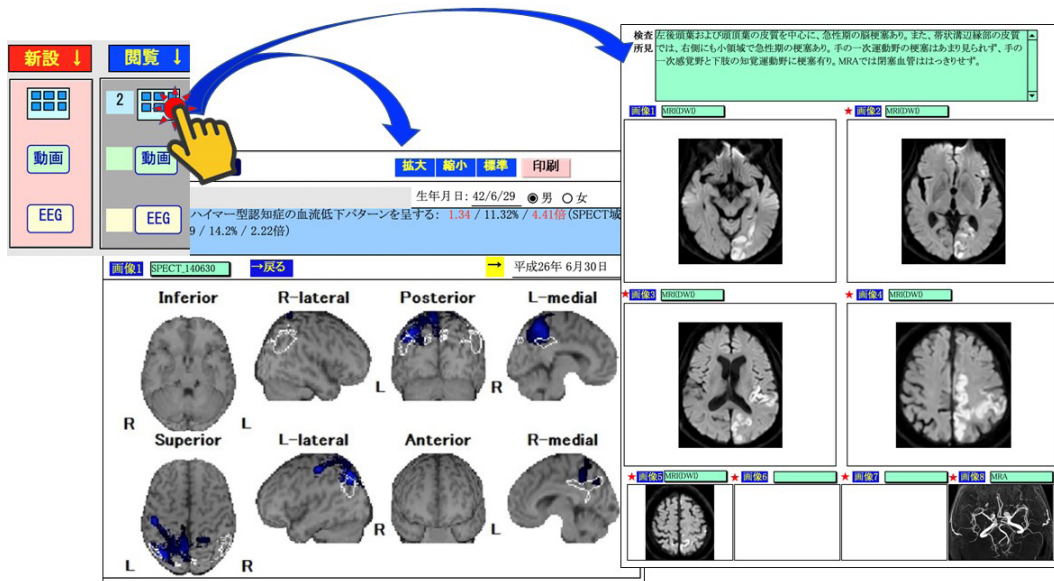 新設 ↓
閲覧 ↓
2
動画
動画
EEG
EEG
拡大 縮小 標準 印刷
生年月日: 42/6/29 男 女
ハイマー型認知症の血流低下パターンを呈する: 1.34 / 11.32% / 4.41倍(SPECT域
9 / 14.2% / 2.22倍)
画像1 SPECT_140630 →戻る → 平成26年 6月30日
Inferior R-lateral Posterior L-medial
R L L R
Superior L-lateral Anterior R-medial
L R R L
検査所見
左後頭葉および頭頂葉の皮質を中心に、急性期の脳梗塞あり。また、帯状溝辺縁部の皮質
では、右側にも小領域で急性期の梗塞あり。手の一次運動野の梗塞はあまり見られず、手の
一次感覚野と下肢の知覚運動野に梗塞有り。MRAでは閉塞血管ははっきりせず。
画像1 MRI(DWI) ★ 画像2 MRI(DWI)
★ 画像3 MRI(DWI) ★ 画像4 MRI(DWI)
★ 画像5 MRI(DWI) ★ 画像6 ★ 画像7 ★ 画像8 MRA